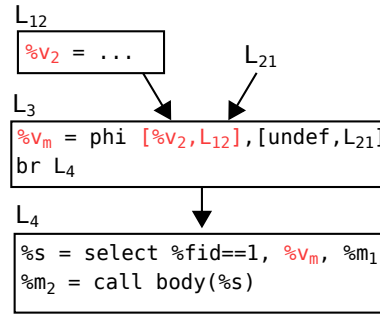 L12
%v2 = ...
L21
L3
%vm = phi [%v2,L12],[undef,L21]
br L4
L4
%s = select %fid==1, %vm, %m1
%m2 = call body(%s)